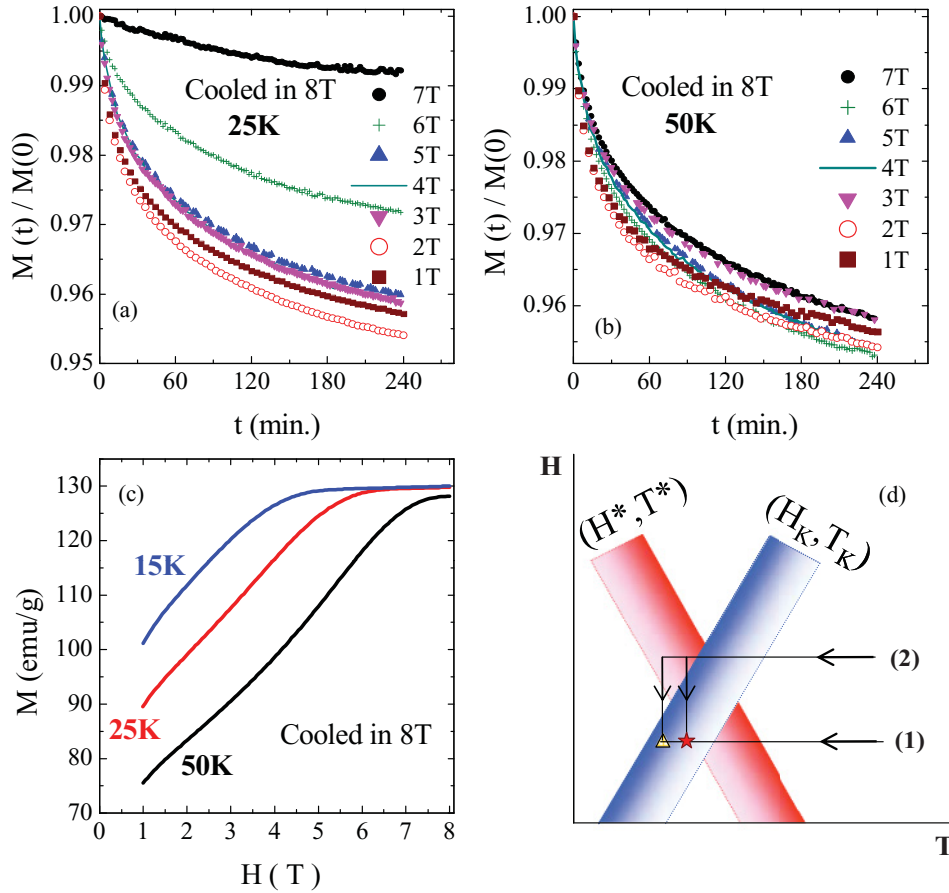 1.00
0.99
0.98
0.97
0.96
0.95
M (t) / M(0)
Cooled in 8T
25K
7T
6T
5T
4T
3T
2T
1T
(a)
0 60 120 180 240
t (min.)
1.00
0.99
0.98
0.97
0.96
M (t) / M(0)
Cooled in 8T
50K
7T
6T
5T
4T
3T
2T
1T
(b)
0 60 120 180 240
t (min.)
130
120
110
100
90
80
70
M (emu/g)
(c)
15K
25K
50K
Cooled in 8T
0 1 2 3 4 5 6 7 8
H ( T )
H
(d)
(H*,T*)
(H_K, T_K)
(2)
(1)
T